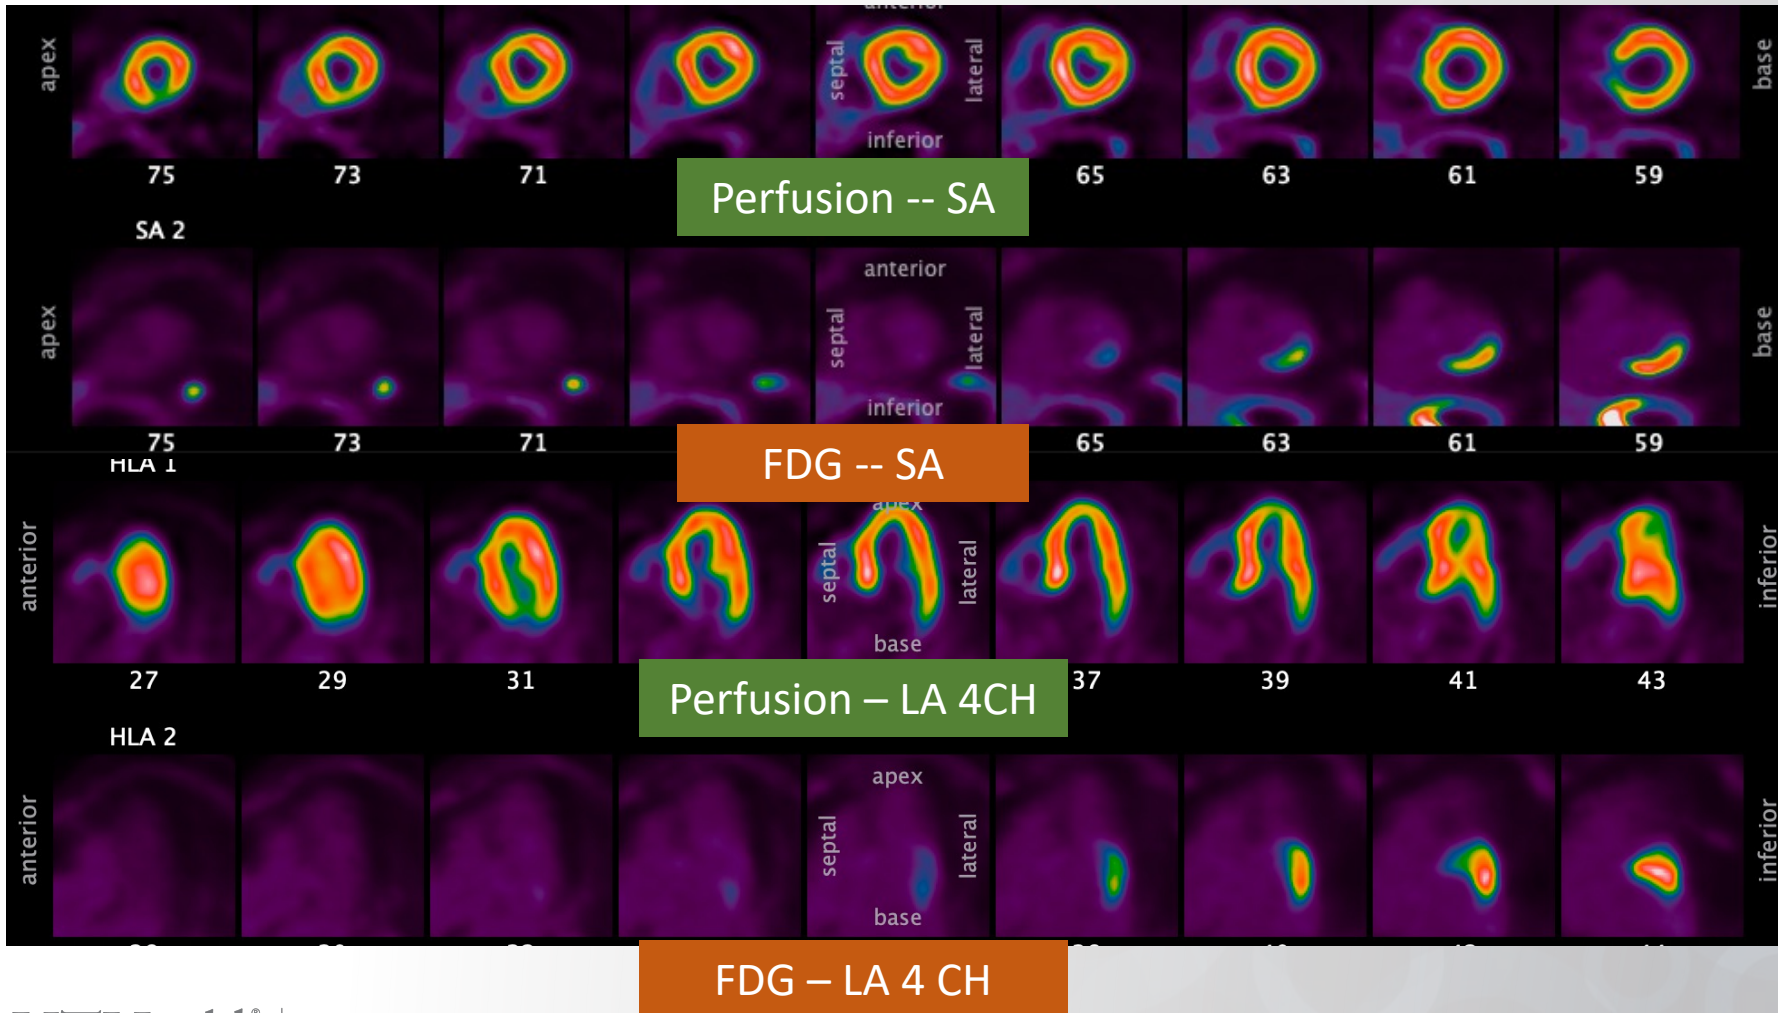 anterior
apex
septal
lateral
base
inferior
75 73 71 65 63 61 59
Perfusion -- SA
SA 2
anterior
apex
septal
lateral
base
inferior
75 73 71 65 63 61 59
FDG -- SA
HLA 1
apex
anterior
septal
lateral
inferior
base
27 29 31 37 39 41 43
Perfusion – LA 4CH
HLA 2
apex
anterior
septal
lateral
inferior
base
FDG – LA 4 CH